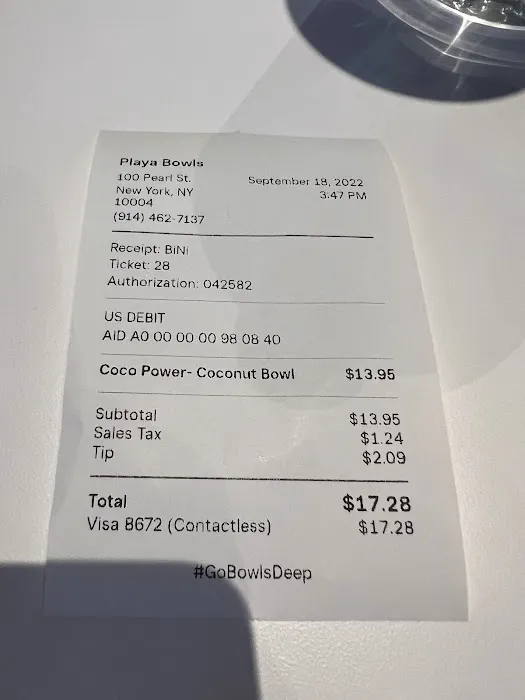 Playa Bowls
100 Pearl St.
New York, NY
10004
(914) 462-7137
September 18, 2022
3:47 PM
Receipt: BiNi
Ticket: 28
Authorization: 042582
US DEBIT
AID A0 00 00 00 98 08 40
Coco Power- Coconut Bowl $13.95
Subtotal $13.95
Sales Tax $1.24
Tip $2.09
Total $17.28
Visa 8672 (Contactless) $17.28
#GoBowlsDeep